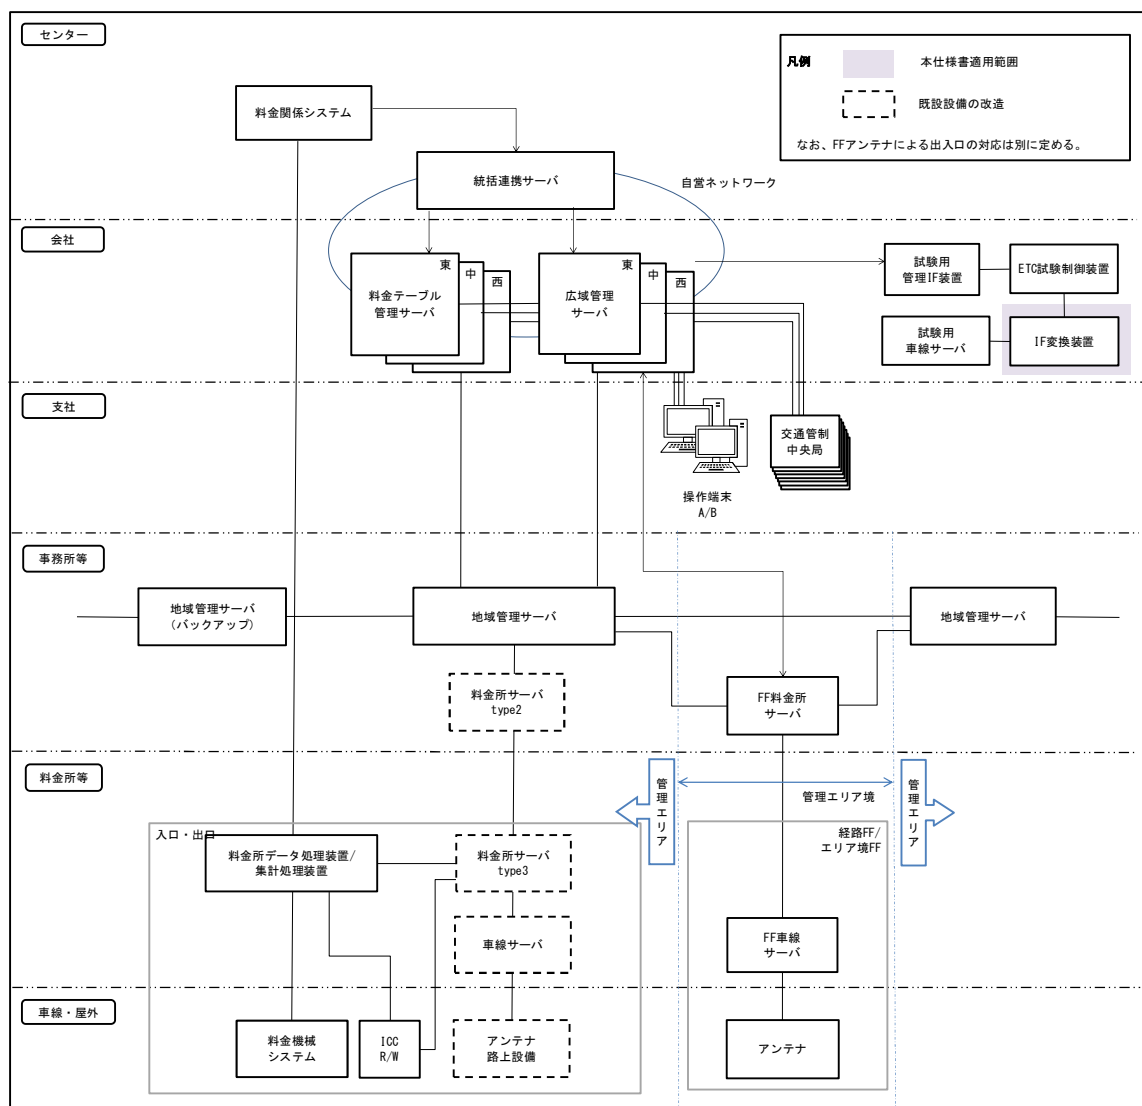 センター
凡例
本仕様書適用範囲
既設設備の改造
なお、FFアンテナによる出入口の対応は別に定める。
料金関係システム
統括連携サーバ
自営ネットワーク
会社
東
中
西
料金テーブル
管理サーバ
東
中
西
広域管理
サーバ
試験用
管理IF装置
ETC試験制御装置
試験用
車線サーバ
IF変換装置
支社
操作端末
A/B
交通管制
中央局
事務所等
地域管理サーバ
(バックアップ)
地域管理サーバ
地域管理サーバ
料金所サーバ
type2
FF料金所
サーバ
料金所等
管理エリア
管理エリア境
管理エリア
入口・出口
料金所データ処理装置/
集計処理装置
料金所サーバ
type3
経路FF/
エリア境FF
車線サーバ
FF車線
サーバ
車線・屋外
料金機械
システム
ICC
R/W
アンテナ
路上設備
アンテナ